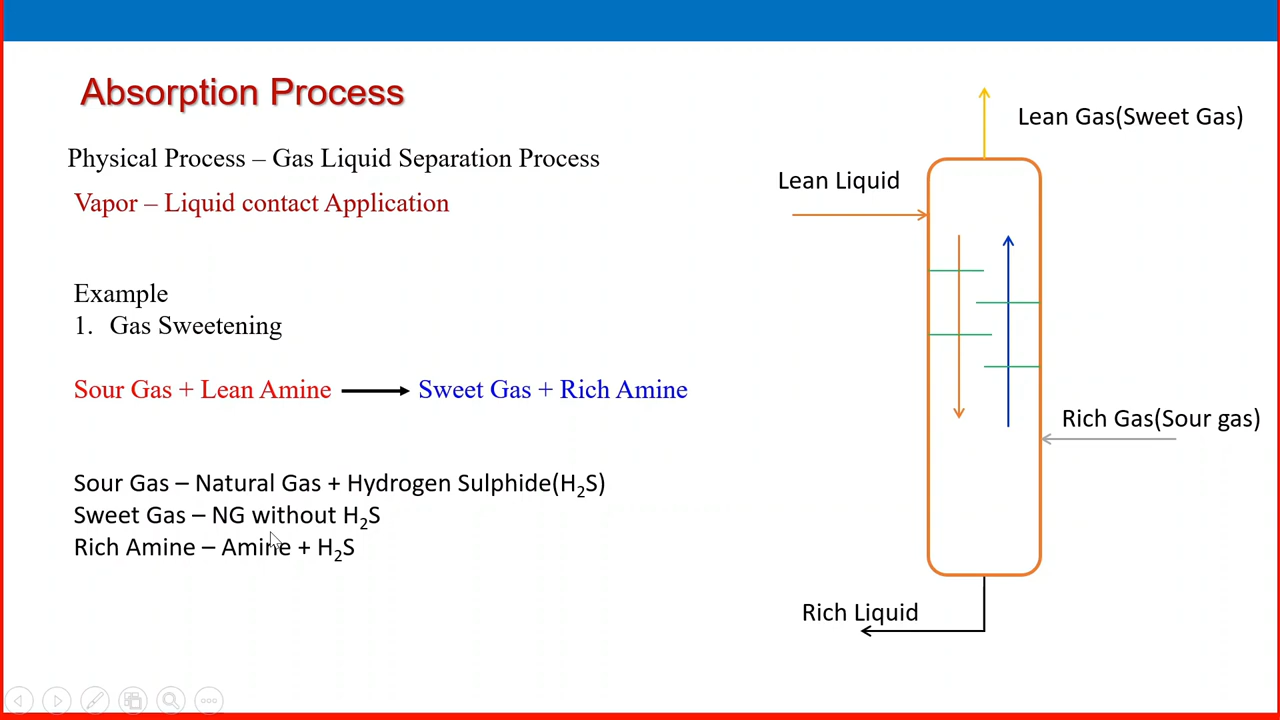 Absorption Process
Physical Process – Gas Liquid Separation Process
Vapor – Liquid contact Application
Example
1. Gas Sweetening
Sour Gas + Lean Amine → Sweet Gas + Rich Amine
Sour Gas – Natural Gas + Hydrogen Sulphide(H₂S)
Sweet Gas – NG without H₂S
Rich Amine – Amine + H₂S
Lean Gas(Sweet Gas)
Lean Liquid
Rich Gas(Sour gas)
Rich Liquid